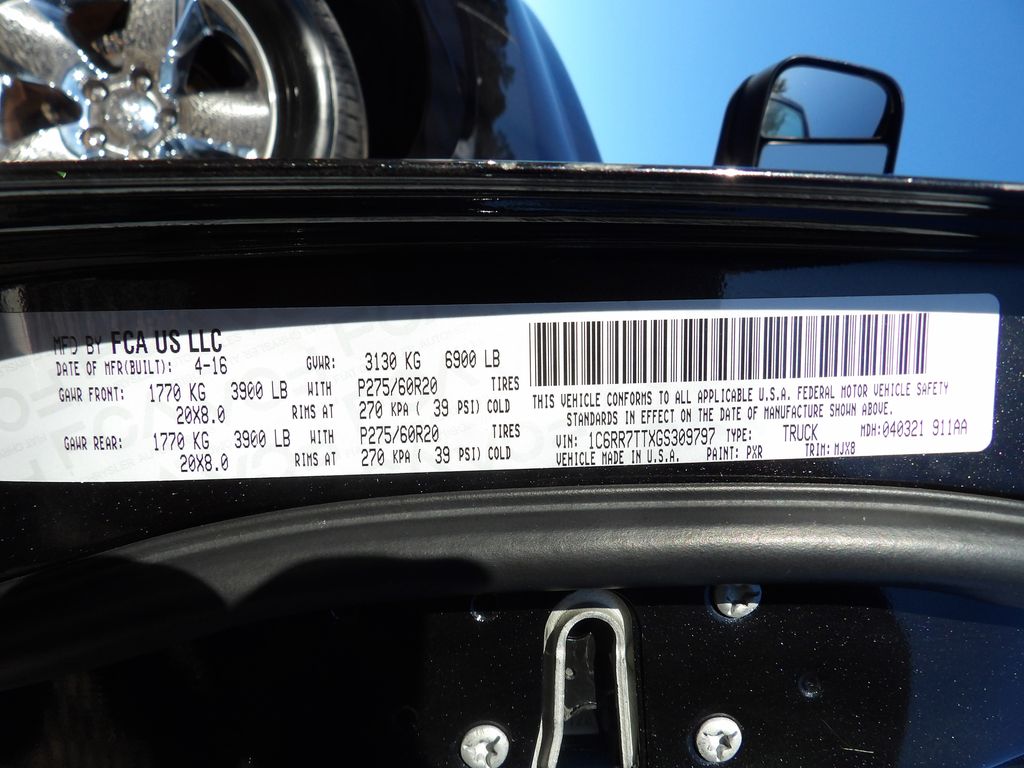 MFD BY FCA US LLC
DATE OF MFR(BUILT): 4-16 GVWR: 3130 KG 6900 LB
GAWR FRONT: 1770 KG 3900 LB WITH P275/60R20 TIRES
20X8.0 RIMS AT 270 KPA ( 39 PSI) COLD
GAWR REAR: 1770 KG 3900 LB WITH P275/60R20 TIRES
20X8.0 RIMS AT 270 KPA ( 39 PSI) COLD
THIS VEHICLE CONFORMS TO ALL APPLICABLE U.S.A. FEDERAL MOTOR VEHICLE SAFETY
STANDARDS IN EFFECT ON THE DATE OF MANUFACTURE SHOWN ABOVE.
VIN: 1C6RR7TTXGS309797 TYPE: TRUCK MDH:040321 911AA
VEHICLE MADE IN U.S.A. PAINT: PXR TRIM: MJX8